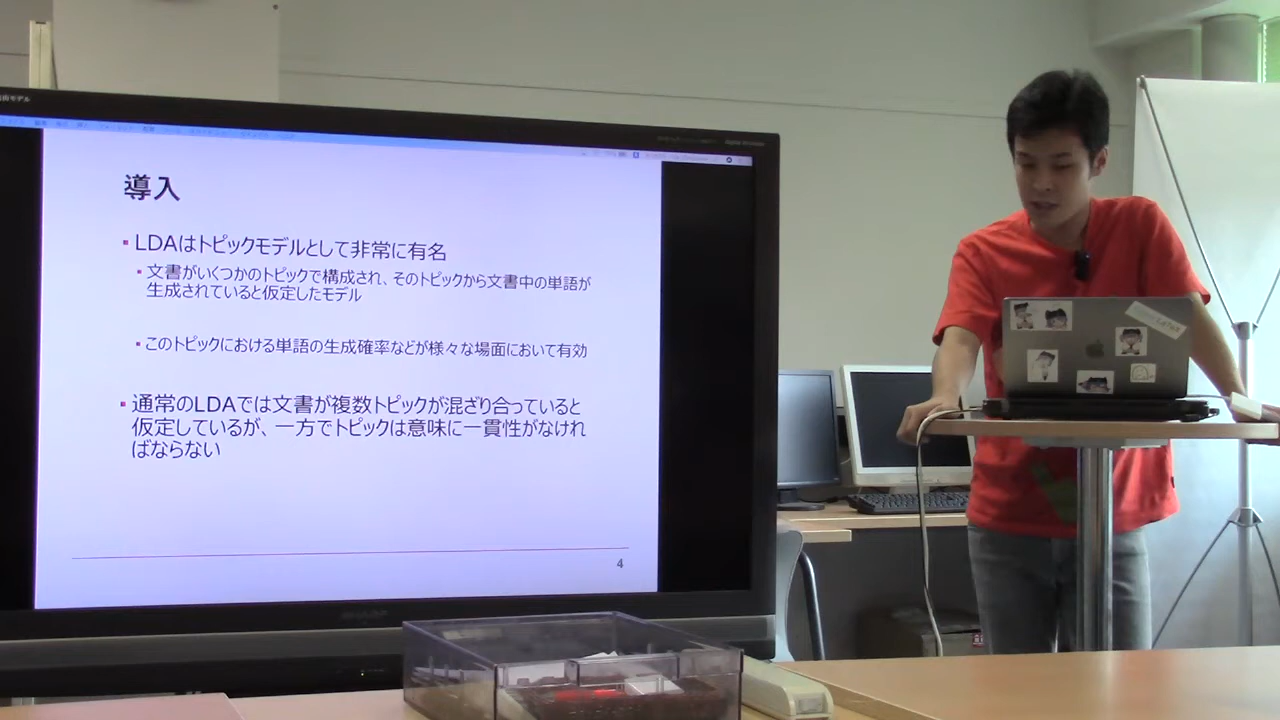 導入
▪LDAはトピックモデルとして非常に有名
▪文書がいくつかのトピックで構成され、そのトピックから文書中の単語が
生成されていると仮定したモデル
▪このトピックにおける単語の生成確率などが様々な場面において有効
▪通常のLDAでは文書が複数トピックが混ざり合っていると
仮定しているが、一方でトピックは意味に一貫性がなけれ
ばならない
4
SHARP